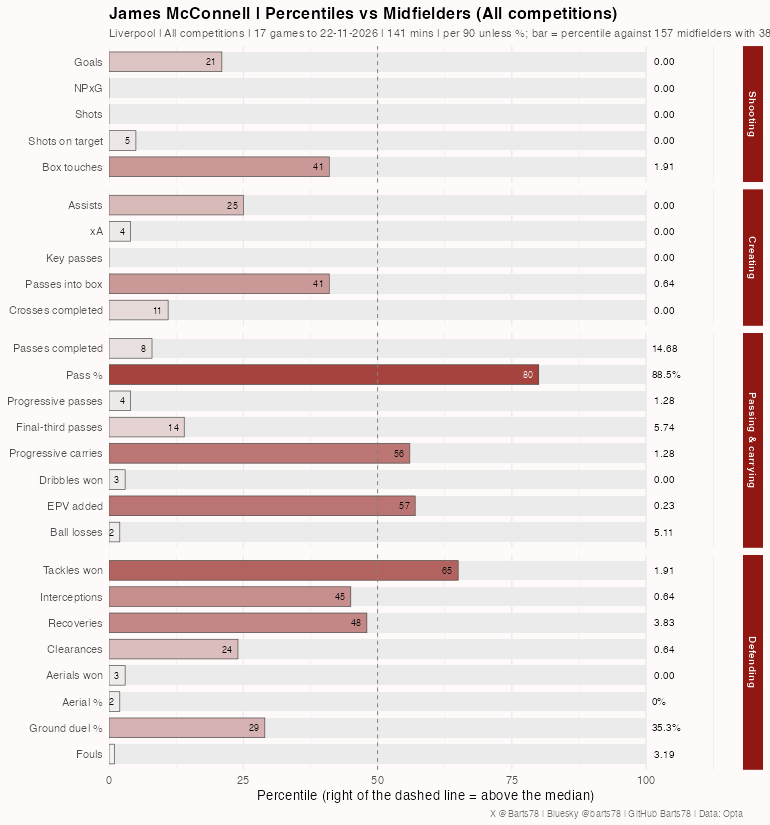 James McConnell | Percentiles vs Midfielders (All competitions)
Liverpool | All competitions | 17 games to 22-11-2026 | 141 mins | per 90 unless %; bar = percentile against 157 midfielders with 38
Goals 21 0.00
NPxG 0.00
Shots 0.00
Shots on target 5 0.00
Box touches 41 1.91
Shooting
Assists 25 0.00
xA 4 0.00
Key passes 0.00
Passes into box 41 0.64
Crosses completed 11 0.00
Creating
Passes completed 8 14.68
Pass % 80 88.5%
Progressive passes 4 1.28
Final-third passes 14 5.74
Progressive carries 56 1.28
Dribbles won 3 0.00
EPV added 57 0.23
Ball losses 2 5.11
Passing & carrying
Tackles won 65 1.91
Interceptions 45 0.64
Recoveries 48 3.83
Clearances 24 0.64
Aerials won 3 0.00
Aerial % 2 0%
Ground duel % 29 35.3%
Fouls 3.19
Defending
0 25 50 75 100
Percentile (right of the dashed line = above the median)
X @Barts78 | Bluesky @barts78 | GitHub Barts78 | Data: Opta